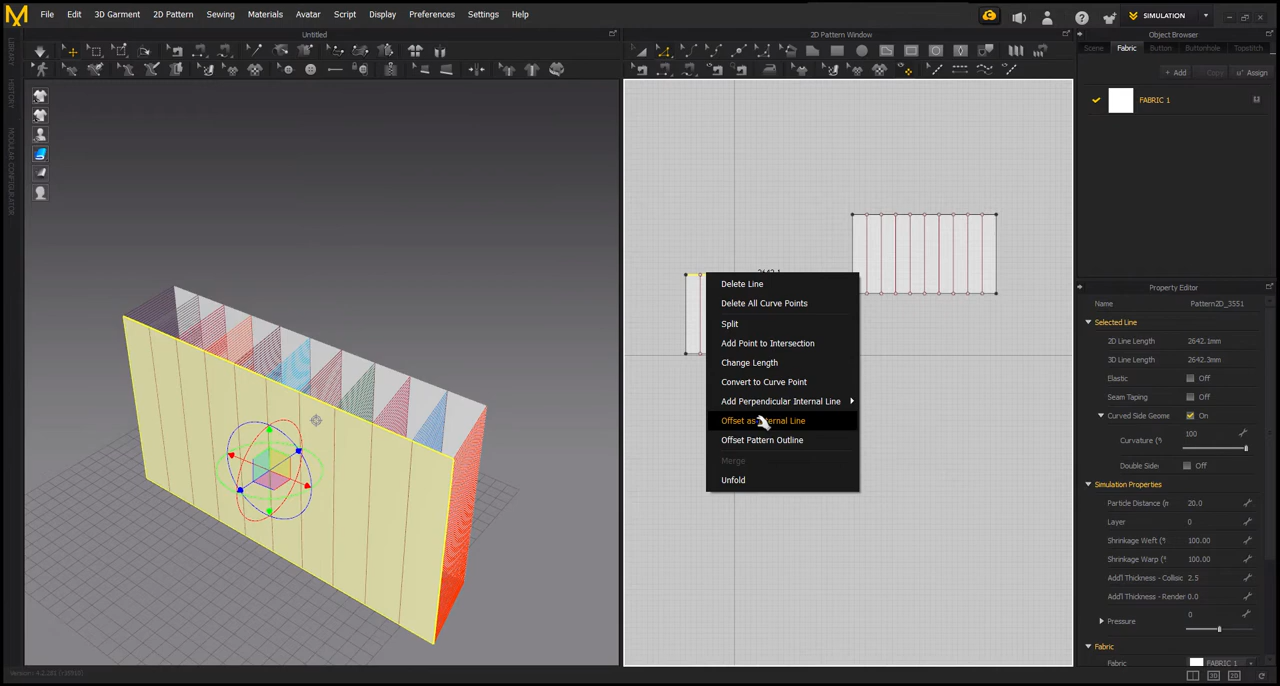 File Edit 3D Garment 2D Pattern Sewing Materials Avatar Script Display Preferences Settings Help
SIMULATION
Untitled
2D Pattern Window
Object Browser
Scene Fabric Button Buttonhole Topstitch
+ Add Copy Assign
FABRIC 1
LIBRARY
HISTORY
MODULAR CONFIGURATOR
Delete Line
Delete All Curve Points
Split
Add Point to Intersection
Change Length
Convert to Curve Point
Add Perpendicular Internal Line
Offset as Internal Line
Offset Pattern Outline
Merge
Unfold
Property Editor
Name Pattern2D_3551
Selected Line
2D Line Length 2642.1mm
3D Line Length 2642.3mm
Elastic Off
Seam Taping Off
Curved Side Geome On
Curvature (% 100
Double Side Off
Simulation Properties
Particle Distance (m 20.0
Layer 0
Shrinkage Weft (% 100.00
Shrinkage Warp (% 100.00
Add'l Thickness - Collisic 2.5
Add'l Thickness - Render 0.0
Pressure 0
Fabric
Fabric FABRIC 1